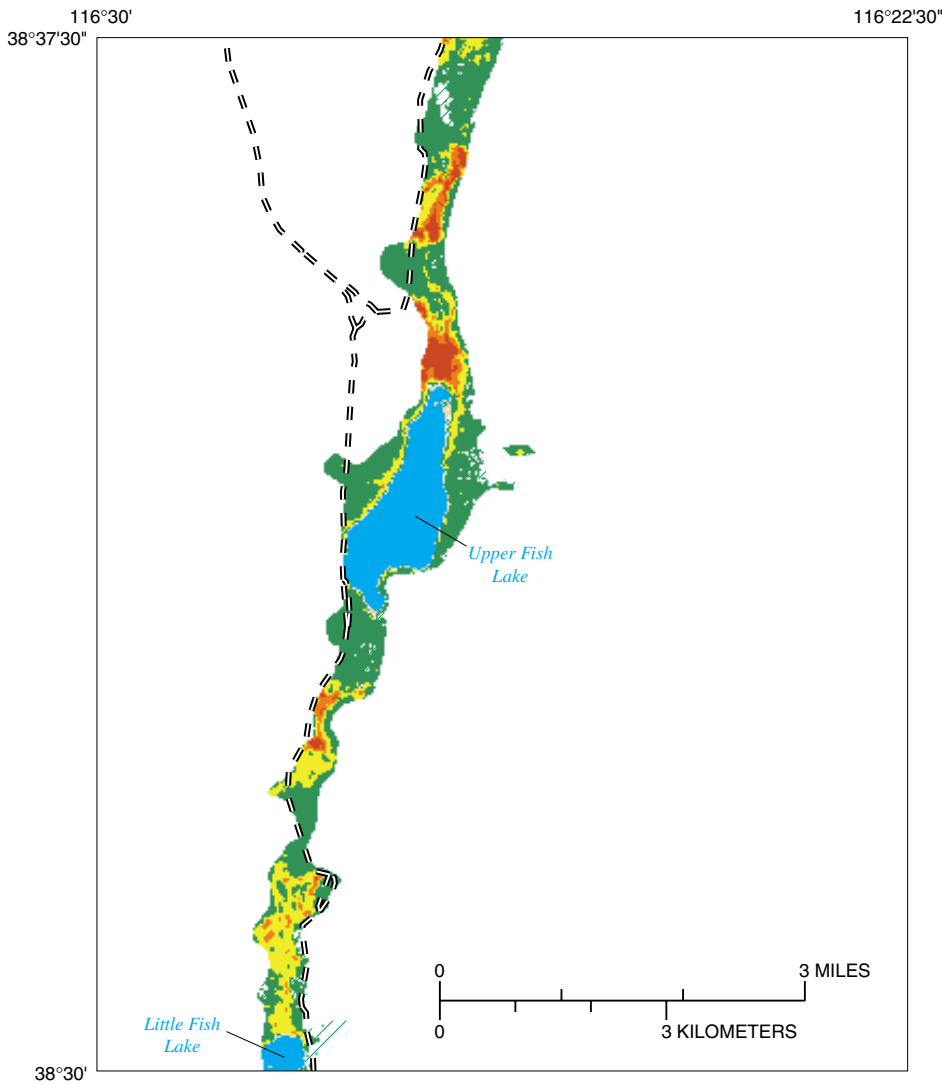 116°30'
116°22'30"
38°37'30"
Upper Fish
Lake
0
3 MILES
0
3 KILOMETERS
Little Fish
Lake
38°30'